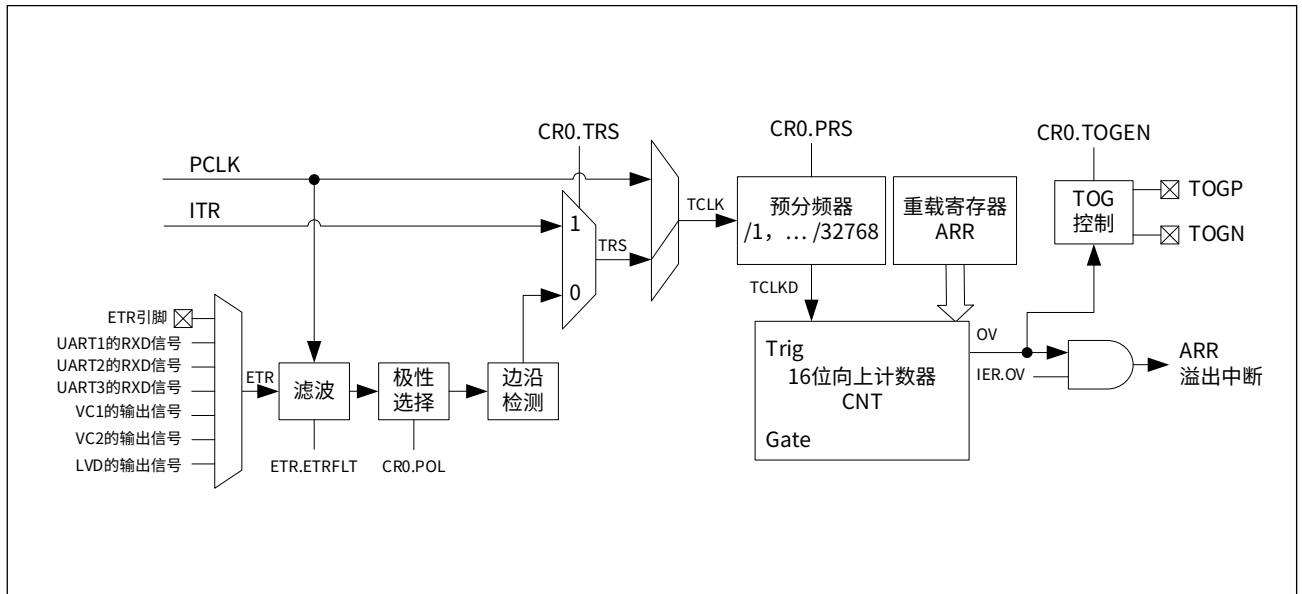 CR0.TRS
CR0.PRS
CR0.TOGEN
PCLK
ITR
1
TRS
0
TCLK
预分频器
/1，… /32768
重载寄存器
ARR
TOG
控制
TOGP
TOGN
TCLKD
ETR引脚
UART1的RXD信号
UART2的RXD信号
UART3的RXD信号
VC1的输出信号
VC2的输出信号
LVD的输出信号
ETR
滤波
极性
选择
边沿
检测
ETR.ETRFLT
CR0.POL
Trig
16位向上计数器
CNT
Gate
OV
IER.OV
ARR
溢出中断